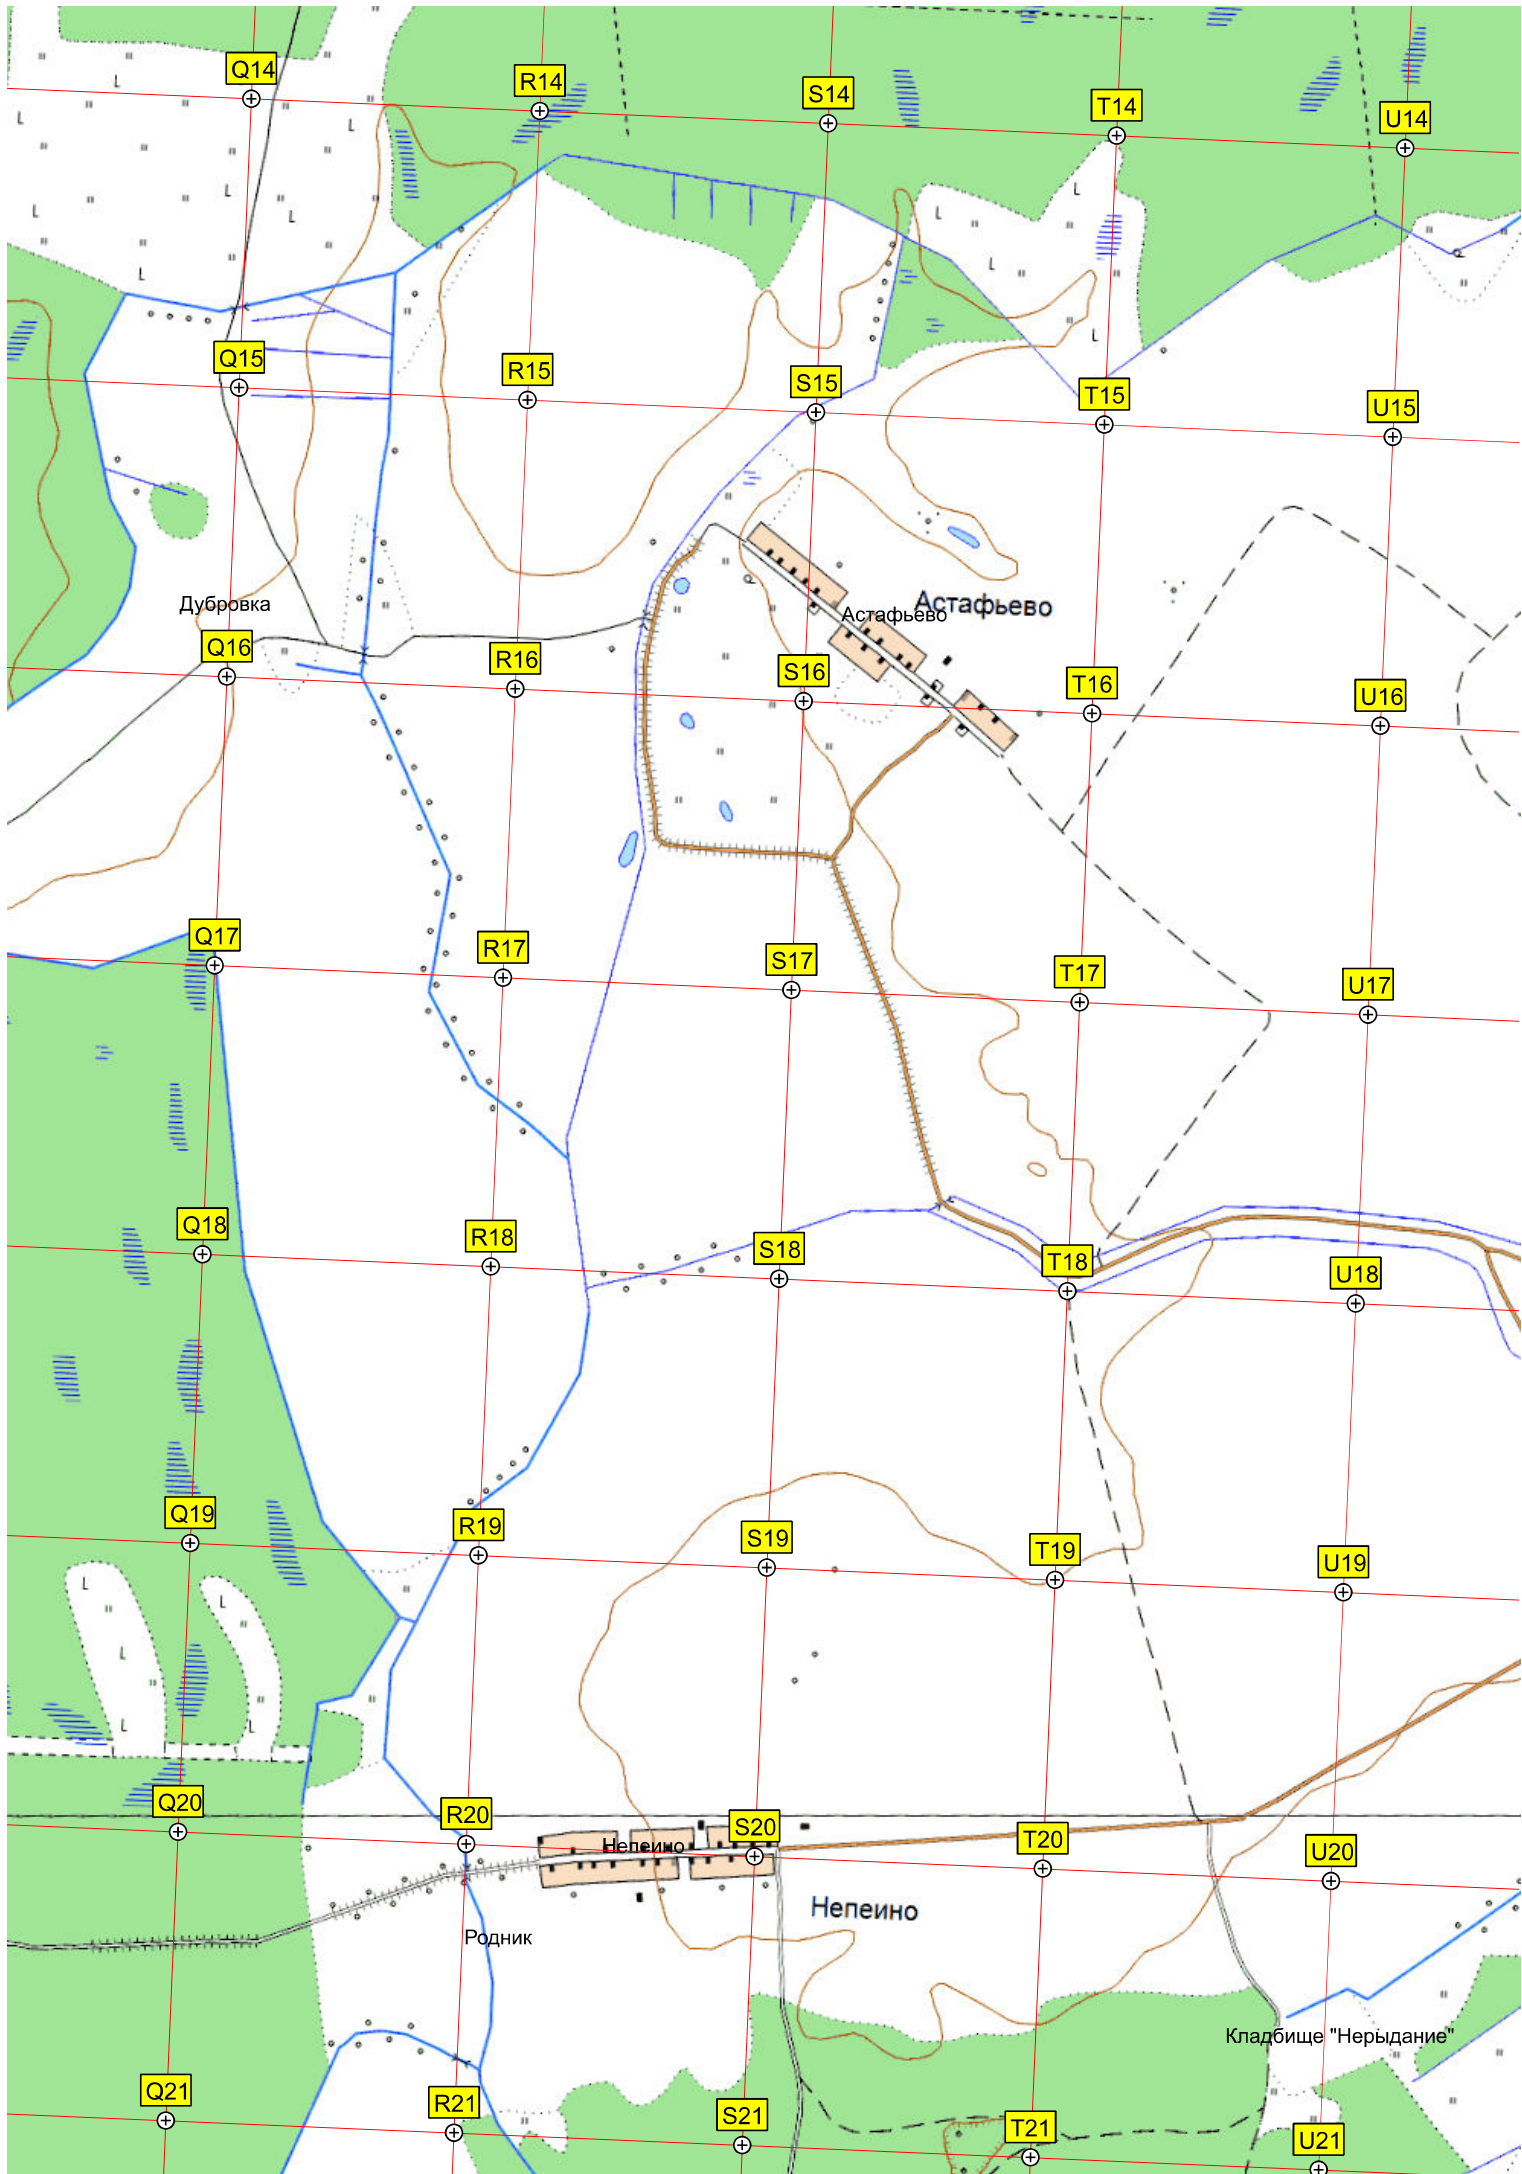 Q14
R14
S14
T14
U14
Q15
R15
S15
T15
U15
Дубровка
Астафьево
Астафьево
Q16
R16
S16
T16
U16
Q17
R17
S17
T17
U17
Q18
R18
S18
T18
U18
Q19
R19
S19
T19
U19
Q20
R20
S20
T20
U20
Непеино
Непеино
Родник
Кладбище "Нерыдание"
Q21
R21
S21
T21
U21